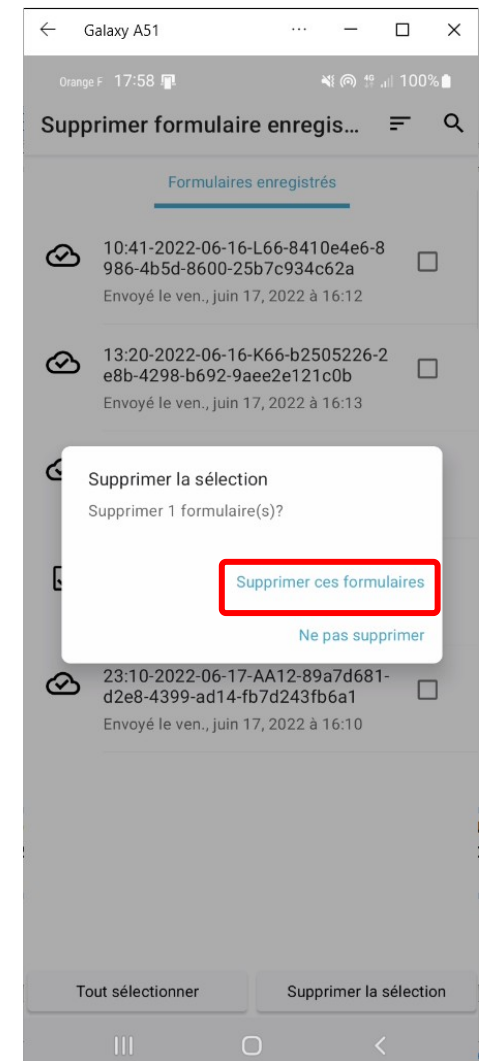 Galaxy A51
Orange F 17:58 4G 100%
Supprimer formulaire enregis...
Formulaires enregistrés
10:41-2022-06-16-L66-8410e4e6-8
986-4b5d-8600-25b7c934c62a
Envoyé le ven., juin 17, 2022 à 16:12
13:20-2022-06-16-K66-b2505226-2
e8b-4298-b692-9aee2e121c0b
Envoyé le ven., juin 17, 2022 à 16:13
Supprimer la sélection
Supprimer 1 formulaire(s)?
Supprimer ces formulaires
Ne pas supprimer
23:10-2022-06-17-AA12-89a7d681-
d2e8-4399-ad14-fb7d243fb6a1
Envoyé le ven., juin 17, 2022 à 16:10
Tout sélectionner
Supprimer la sélection